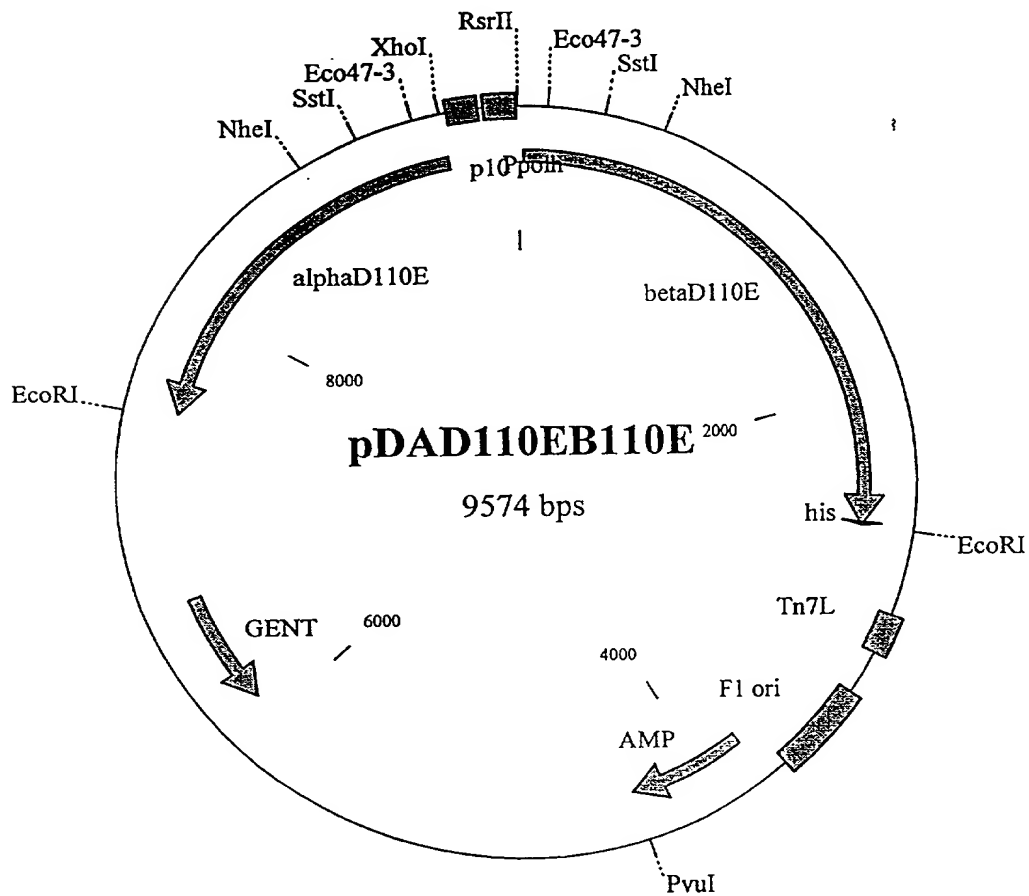 RsrII
XhoI
Eco47-3
Eco47-3
SstI
SstI
NheI
NheI
p10
Ppolh
alphaD110E
betaD110E
8000
EcoRI
pDAD110EB110E
2000
9574 bps
his
EcoRI
Tn7L
GENT
6000
4000
F1 ori
AMP
PvuI